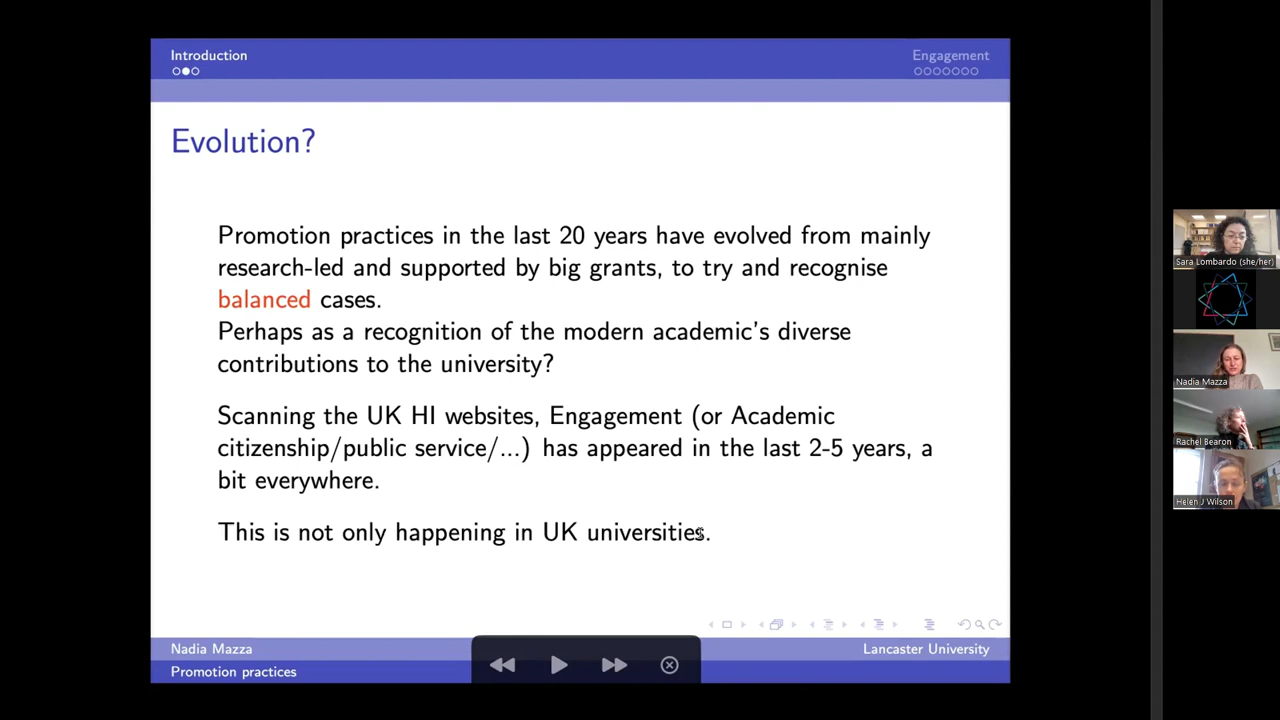 Introduction
Engagement
Evolution?
Promotion practices in the last 20 years have evolved from mainly
research-led and supported by big grants, to try and recognise
balanced cases.
Perhaps as a recognition of the modern academic's diverse
contributions to the university?
Scanning the UK HI websites, Engagement (or Academic
citizenship/public service/...) has appeared in the last 2-5 years, a
bit everywhere.
This is not only happening in UK universities.
Nadia Mazza
Lancaster University
Promotion practices
Sara Lombardo (she/her)
Nadia Mazza
Rachel Bearon
Helen J Wilson